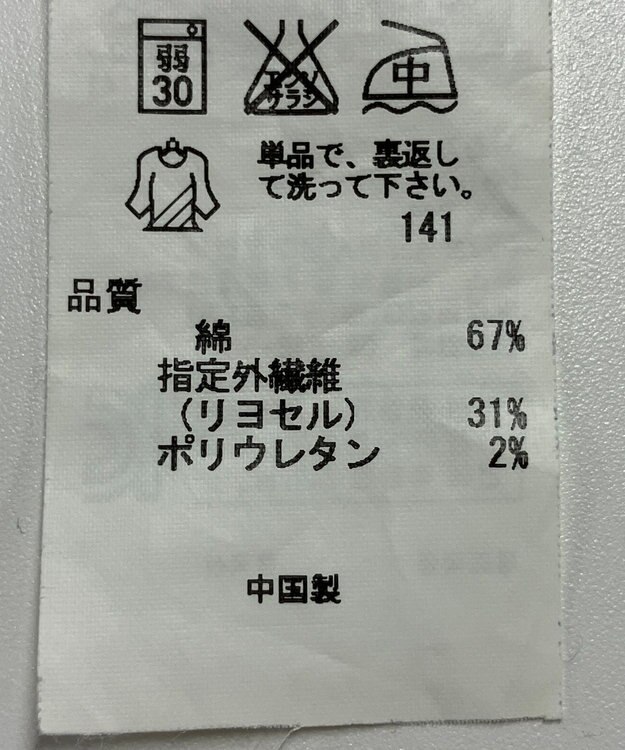 弱
30
エンソ
サラシ
中
単品で、裏返し
て洗って下さい。
141
品質
綿 67%
指定外繊維
(リヨセル) 31%
ポリウレタン 2%
中国製